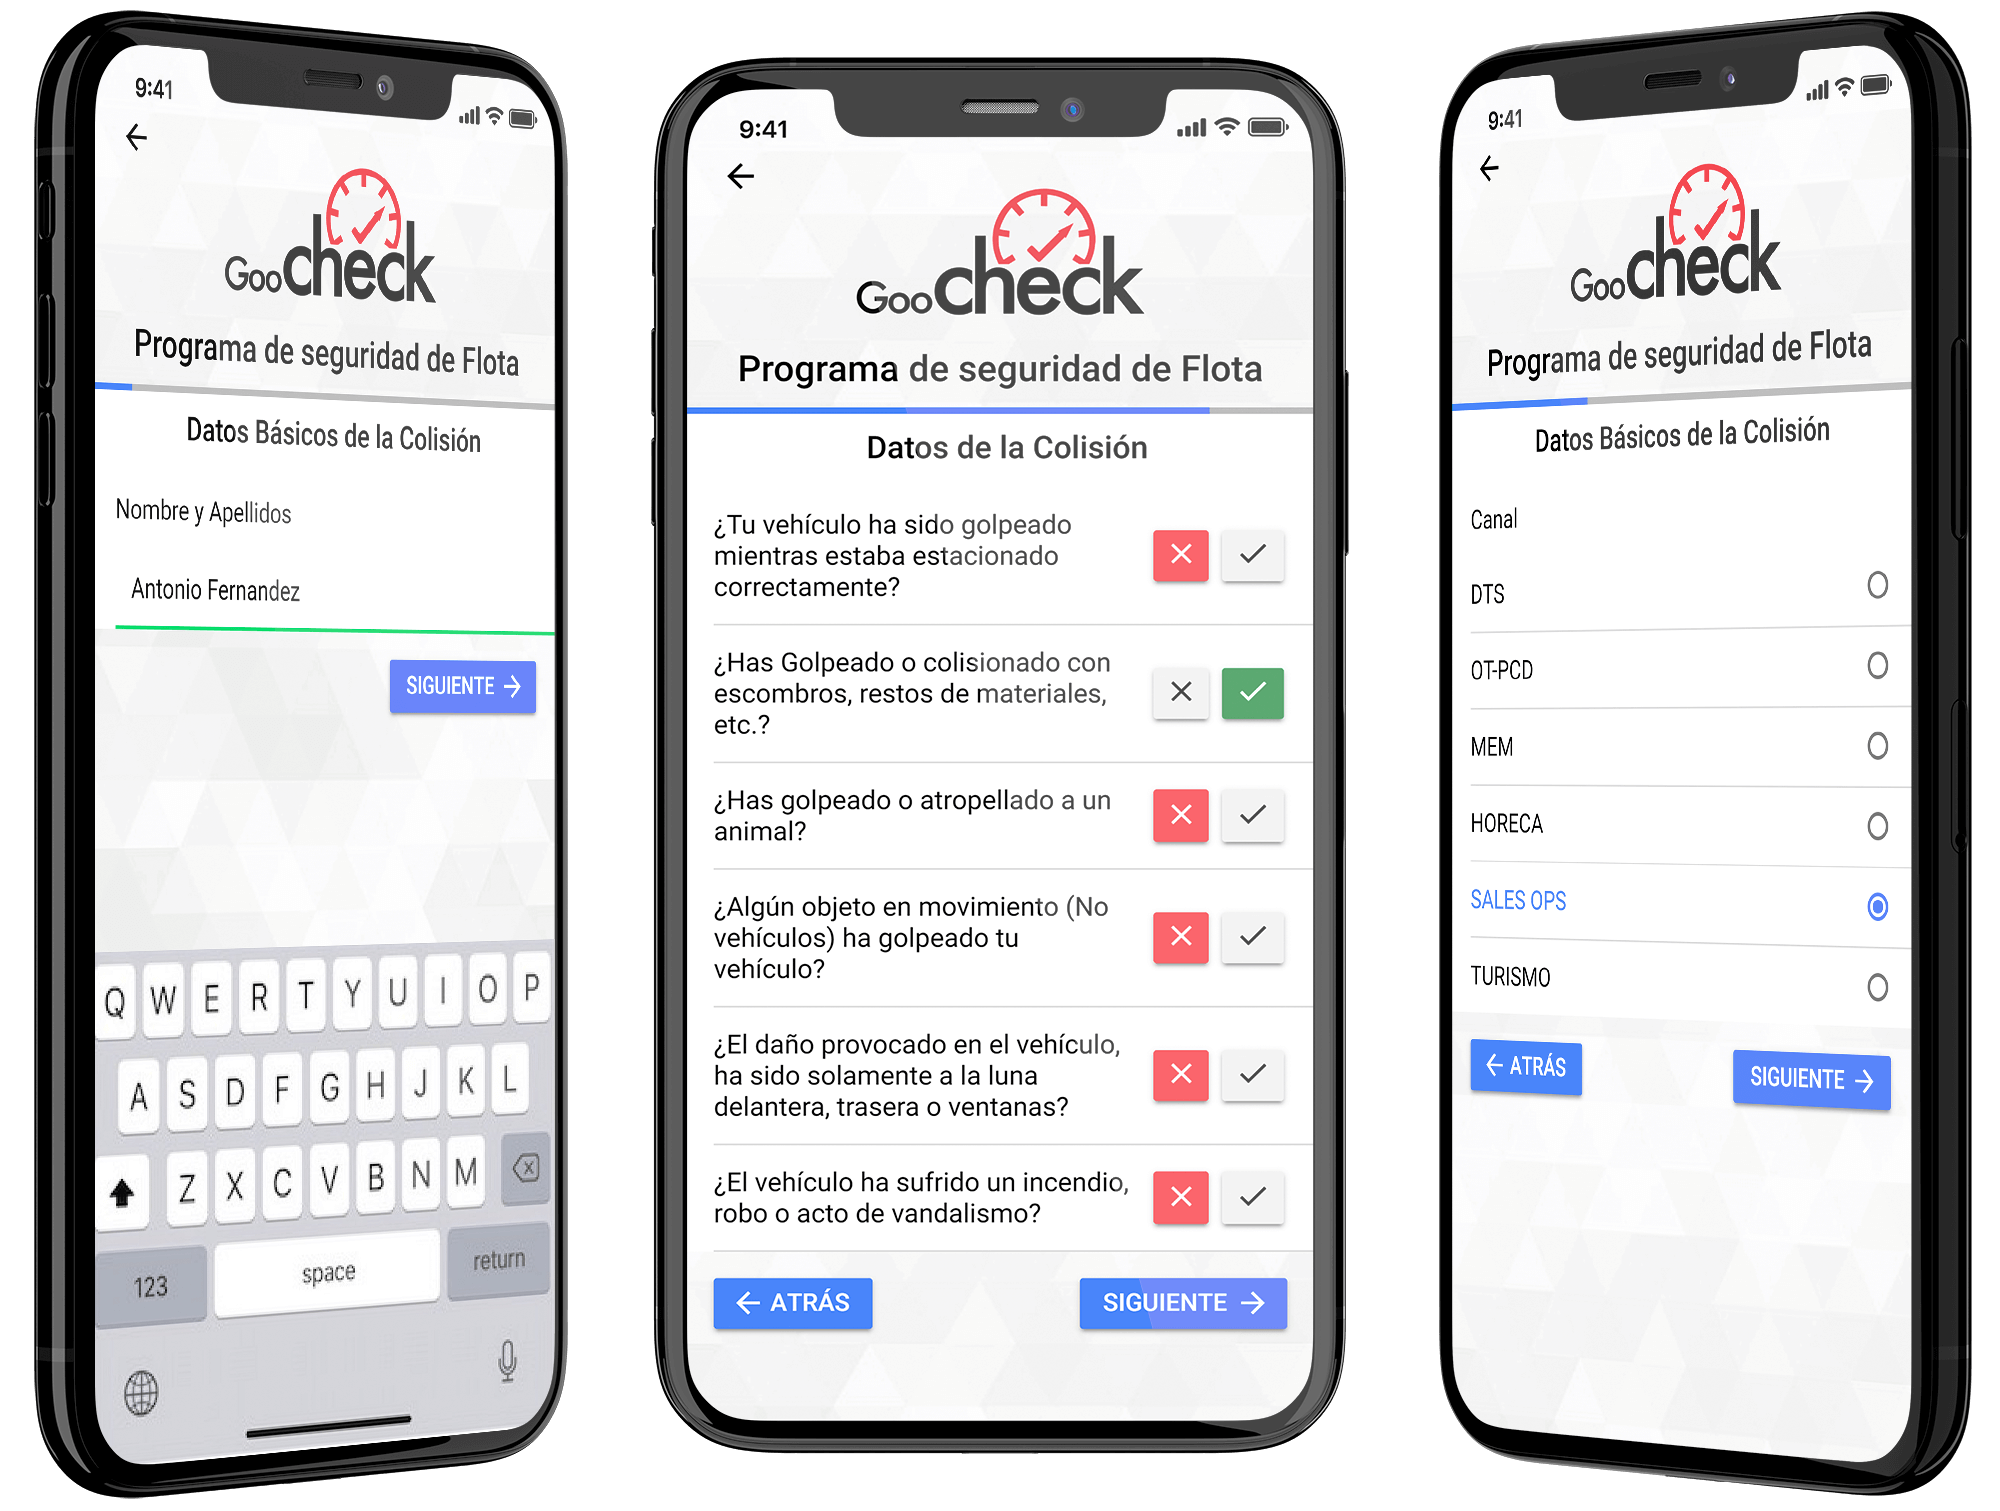 9:41
Goocheck
Programa de seguridad de Flota
Datos Básicos de la Colisión
Nombre y Apellidos
Antonio Fernandez
SIGUIENTE
Q W E R T Y U I O P
A S D F G H J K L
Z X C V B N M
123 space return
9:41
Goocheck
Programa de seguridad de Flota
Datos de la Colisión
¿Tu vehículo ha sido golpeado
mientras estaba estacionado
correctamente?
¿Has Golpeado o colisionado con
escombros, restos de materiales,
etc.?
¿Has golpeado o atropellado a un
animal?
¿Algún objeto en movimiento (No
vehículos) ha golpeado tu
vehículo?
¿El daño provocado en el vehículo,
ha sido solamente a la luna
delantera, trasera o ventanas?
¿El vehículo ha sufrido un incendio,
robo o acto de vandalismo?
ATRÁS SIGUIENTE
9:41
Goocheck
Programa de seguridad de Flota
Datos Básicos de la Colisión
Canal
DTS
OT-PCD
MEM
HORECA
SALES OPS
TURISMO
ATRÁS SIGUIENTE